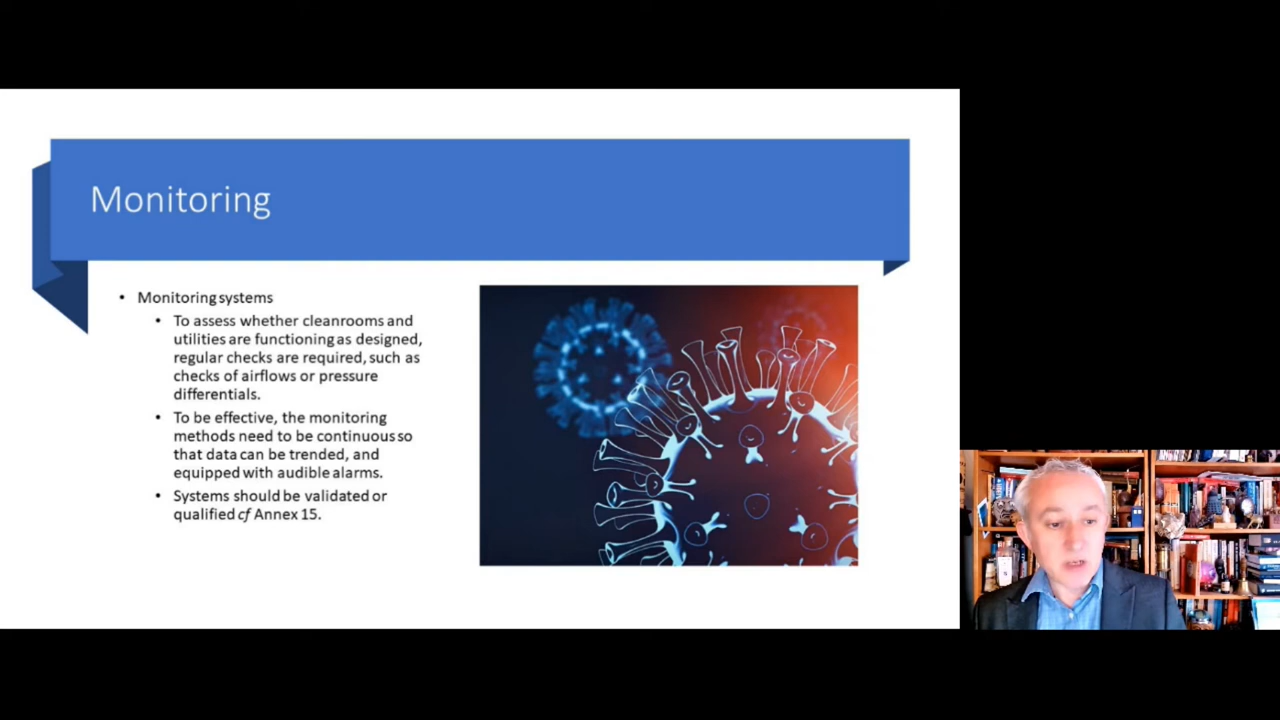 Monitoring
• Monitoring systems
• To assess whether cleanrooms and
utilities are functioning as designed,
regular checks are required, such as
checks of airflows or pressure
differentials.
• To be effective, the monitoring
methods need to be continuous so
that data can be trended, and
equipped with audible alarms.
• Systems should be validated or
qualified cf Annex 15.